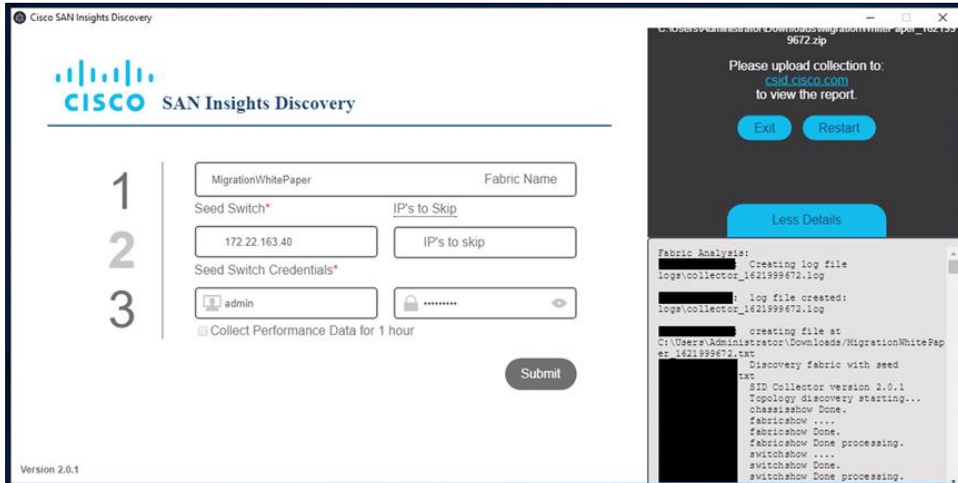 Cisco SAN Insights Discovery
CISCO SAN Insights Discovery
1
MigrationWhitePaper Fabric Name
Seed Switch* IP's to Skip
2
172.22.163.40 IP's to skip
Seed Switch Credentials*
3
admin •••••••••
Collect Performance Data for 1 hour
Submit
Version 2.0.1
C:\Users\Administrator\Downloads\MigrationWhitePaper_162199
9672.zip
Please upload collection to:
csid.cisco.com
to view the report.
Exit Restart
Less Details
Fabric Analysis:
: Creating log file
logs\collector_1621999672.log
: log file created:
logs\collector_1621999672.log
: creating file at
C:\Users\Administrator\Downloads/MigrationWhitePap
er_1621999672.txt
Discovery fabric with seed
txt
SID Collector version 2.0.1
Topology discovery starting...
chassisshow Done.
fabricshow ....
fabricshow Done.
fabricshow Done processing.
switchshow ....
switchshow Done.
switchshow Done processing.